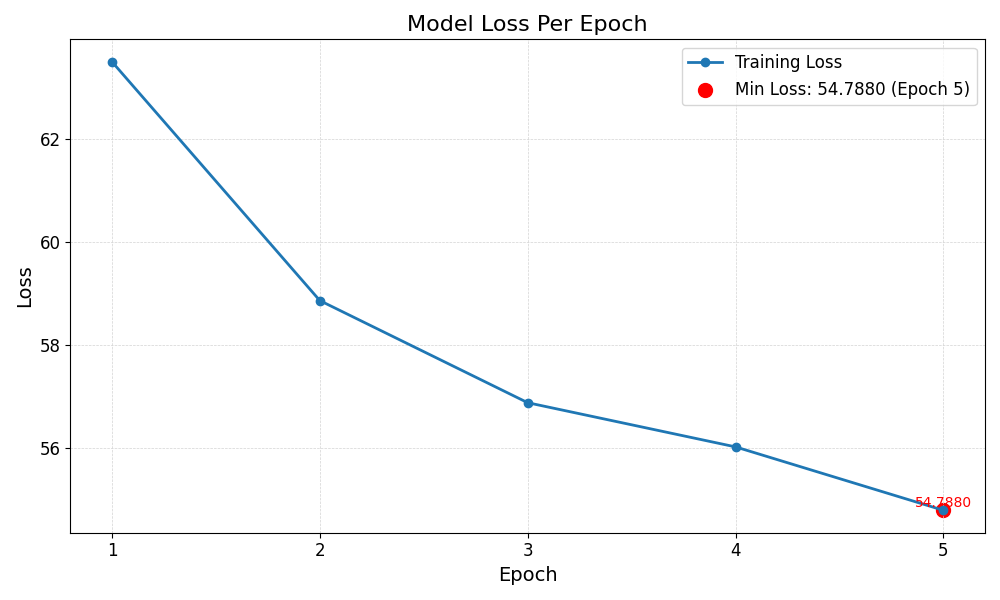 Model Loss Per Epoch
Training Loss
Min Loss: 54.7880 (Epoch 5)
Loss
62
60
58
56
54.7880
1 2 3 4 5
Epoch